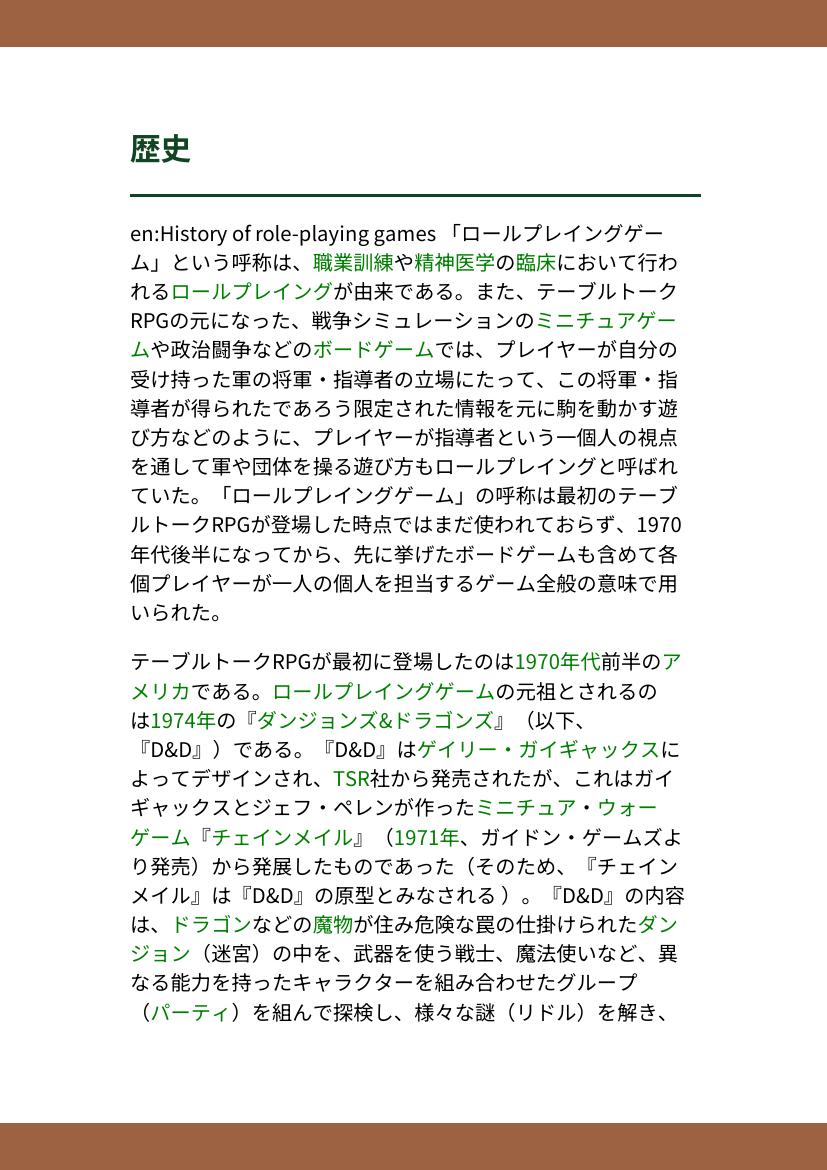 歴史
en:History of role-playing games 「ロールプレイングゲー
ム」という呼称は、職業訓練や精神医学の臨床において行わ
れるロールプレイングが由来である。また、テーブルトーク
RPGの元になった、戦争シミュレーションのミニチュアゲー
ムや政治闘争などのボードゲームでは、プレイヤーが自分の
受け持った軍の将軍・指導者の立場にたって、この将軍・指
導者が得られたであろう限定された情報を元に駒を動かす遊
び方などのように、プレイヤーが指導者という一個人の視点
を通して軍や団体を操る遊び方もロールプレイングと呼ばれ
ていた。「ロールプレイングゲーム」の呼称は最初のテーブ
ルトークRPGが登場した時点ではまだ使われておらず、1970
年代後半になってから、先に挙げたボードゲームも含めて各
個プレイヤーが一人の個人を担当するゲーム全般の意味で用
いられた。
テーブルトークRPGが最初に登場したのは1970年代前半のア
メリカである。ロールプレイングゲームの元祖とされるの
は1974年の『ダンジョンズ&ドラゴンズ』（以下、
『D&D』）である。『D&D』はゲイリー・ガイギャックスに
よってデザインされ、TSR社から発売されたが、これはガイ
ギャックスとジェフ・ペレンが作ったミニチュア・ウォー
ゲーム『チェインメイル』（1971年、ガイドン・ゲームズよ
り発売）から発展したものであった（そのため、『チェイン
メイル』は『D&D』の原型とみなされる ）。『D&D』の内容
は、ドラゴンなどの魔物が住み危険な罠の仕掛けられたダン
ジョン（迷宮）の中を、武器を使う戦士、魔法使いなど、異
なる能力を持ったキャラクターを組み合わせたグループ
（パーティ）を組んで探検し、様々な謎（リドル）を解き、